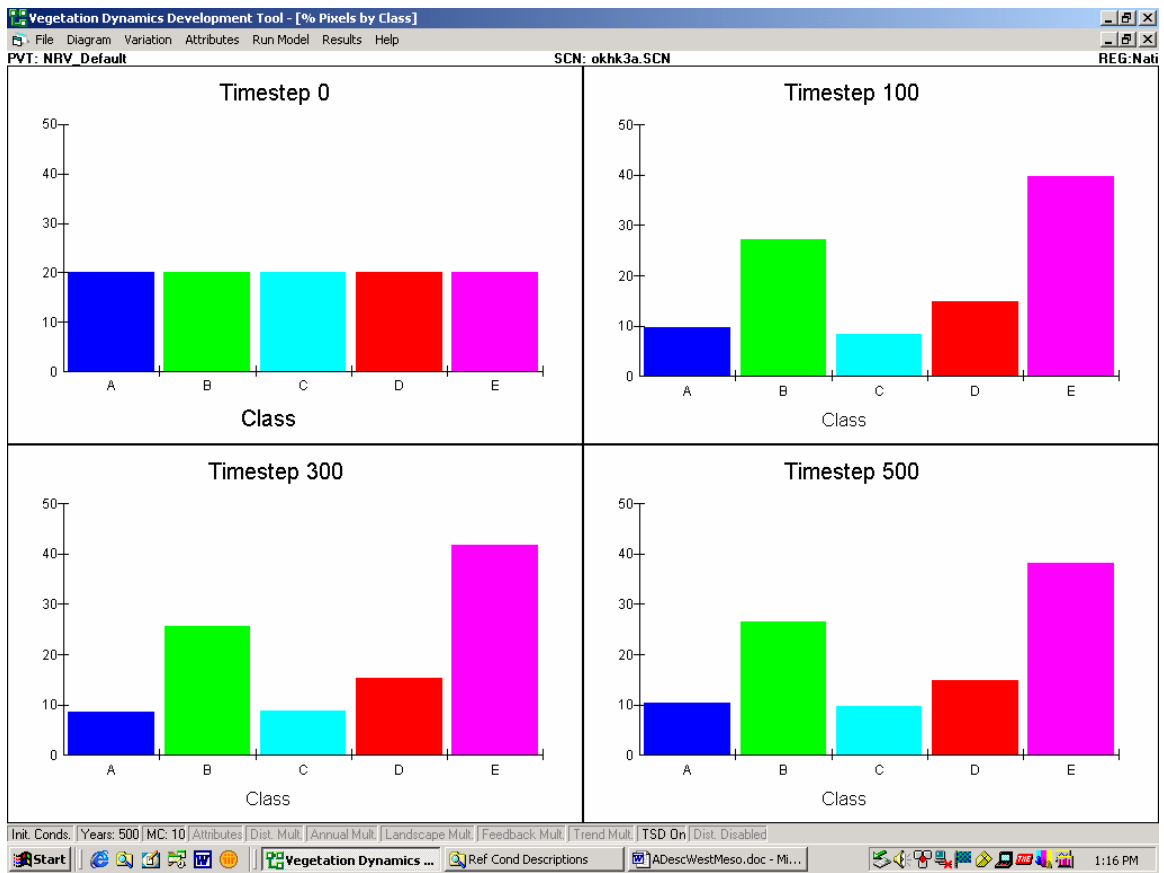 Vegetation Dynamics Development Tool - [% Pixels by Class]
File Diagram Variation Attributes Run Model Results Help
PVT: NRV_Default SCN: okhk3a.SCN REG:Nati
Timestep 0
50
40
30
20
10
0
A B C D E
Class
Timestep 100
50
40
30
20
10
0
A B C D E
Class
Timestep 300
50
40
30
20
10
0
A B C D E
Class
Timestep 500
50
40
30
20
10
0
A B C D E
Class
Init. Conds. Years: 500 MC: 10 Attributes Dist. Mult. Annual Mult. Landscape Mult. Feedback Mult. Trend Mult. TSD On Dist. Disabled
Start Vegetation Dynamics ... Ref Cond Descriptions ADescWestMeso.doc - Mi... 1:16 PM